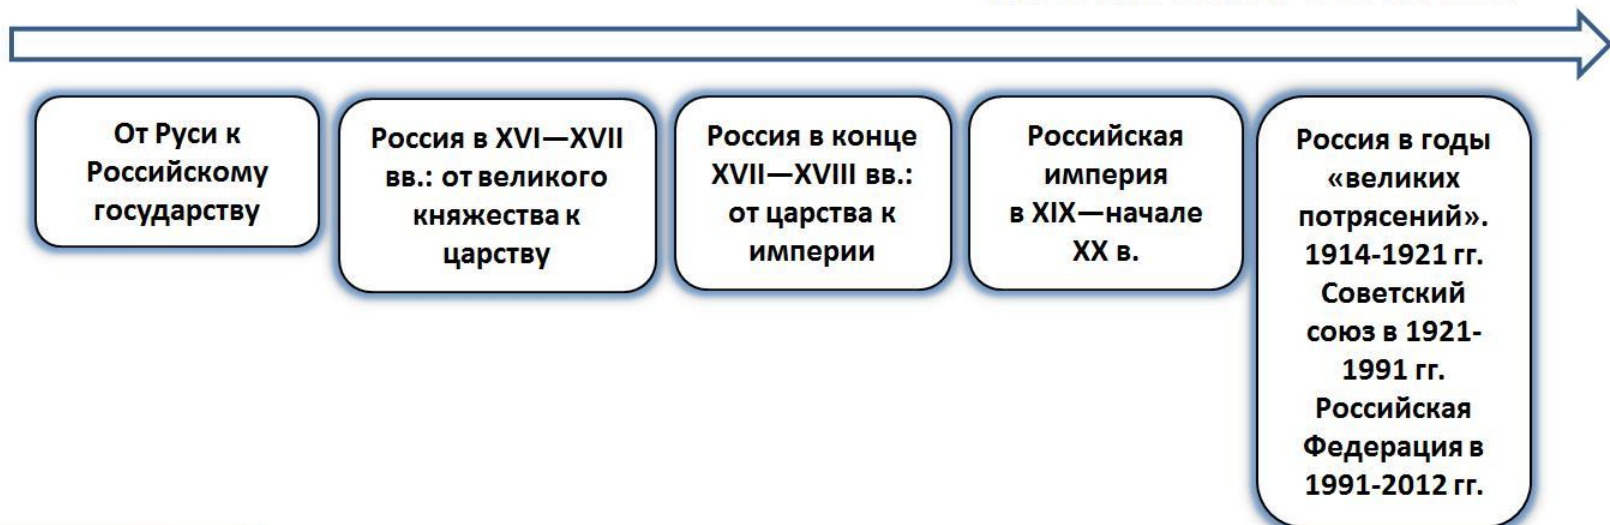 От Руси к
Российскому
государству
Россия в XVI—XVII
вв.: от великого
княжества к
царству
Россия в конце
XVII—XVIII вв.:
от царства к
империи
Российская
империя
в XIX—начале
XX в.
Россия в годы
«великих
потрясений».
1914-1921 гг.
Советский
союз в 1921-
1991 гг.
Российская
Федерация в
1991-2012 гг.